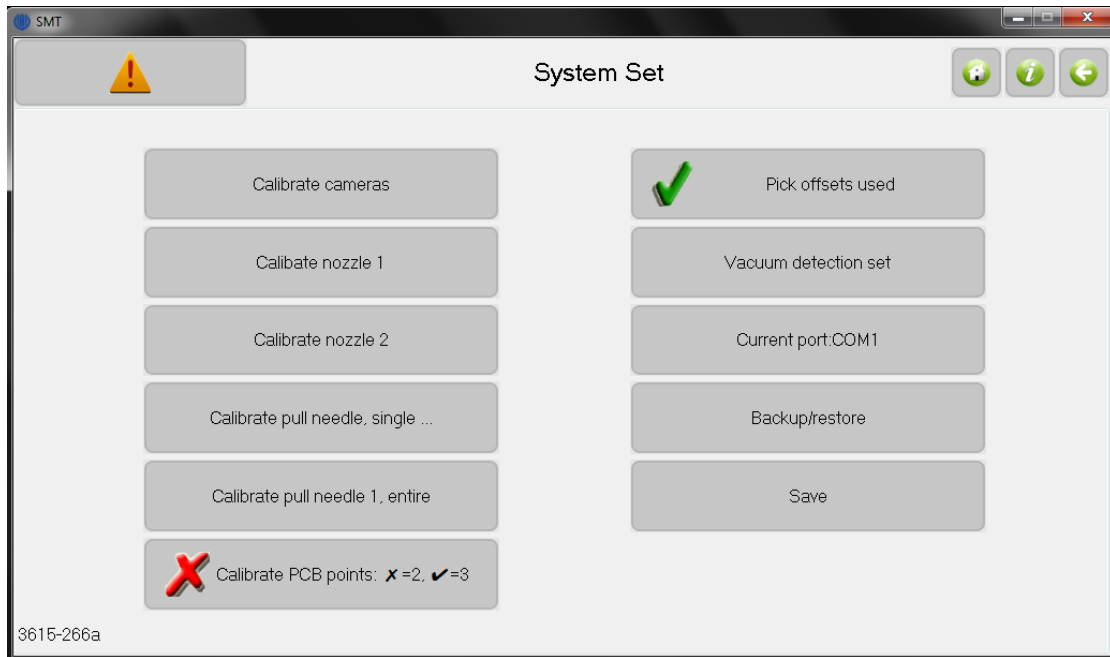 SMT
System Set
Calibrate cameras
Calibate nozzle 1
Calibrate nozzle 2
Calibrate pull needle, single ...
Calibrate pull needle 1, entire
Calibrate PCB points: ✗=2, ✔=3
Pick offsets used
Vacuum detection set
Current port:COM1
Backup/restore
Save
3615-266a